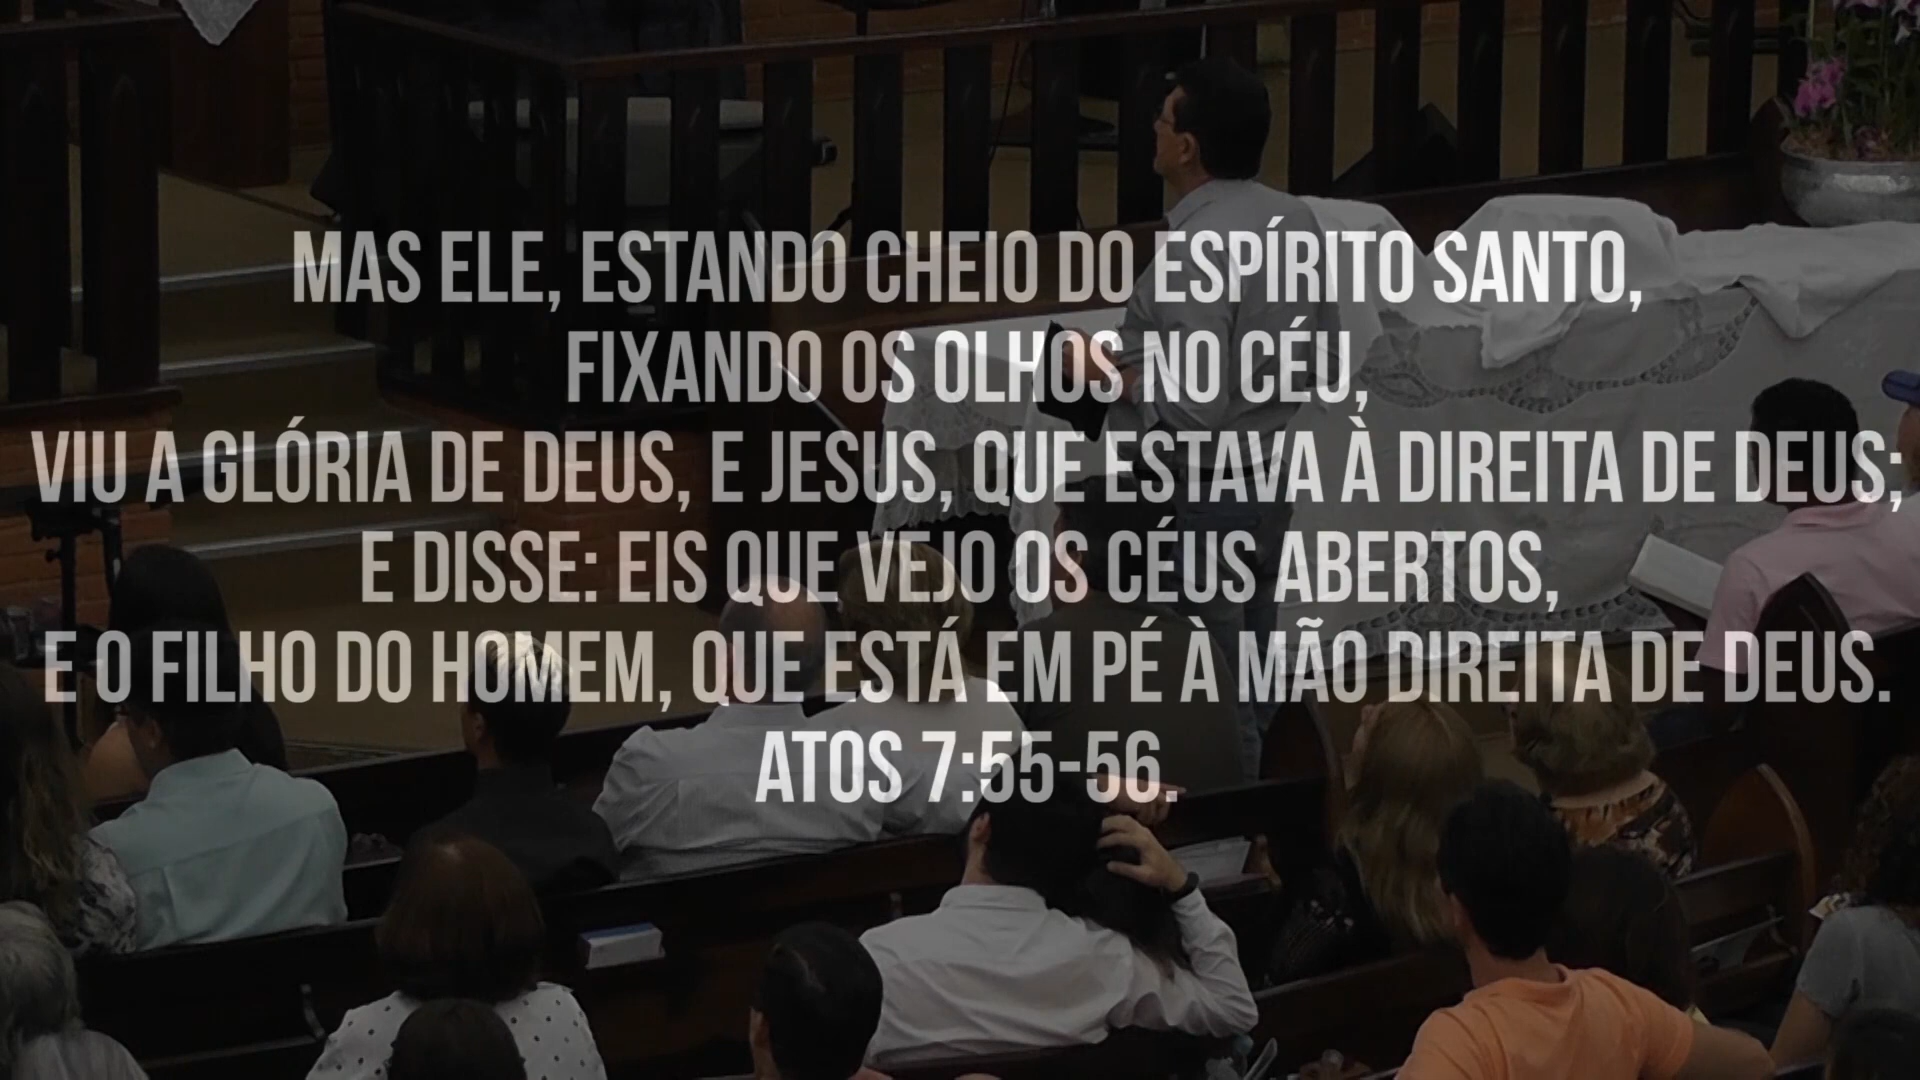 MAS ELE, ESTANDO CHEIO DO ESPÍRITO SANTO,
FIXANDO OS OLHOS NO CÉU,
VIU A GLÓRIA DE DEUS, E JESUS, QUE ESTAVA À DIREITA DE DEUS;
E DISSE: EIS QUE VEJO OS CÉUS ABERTOS,
E O FILHO DO HOMEM, QUE ESTÁ EM PÉ À MÃO DIREITA DE DEUS.
ATOS 7:55-56.